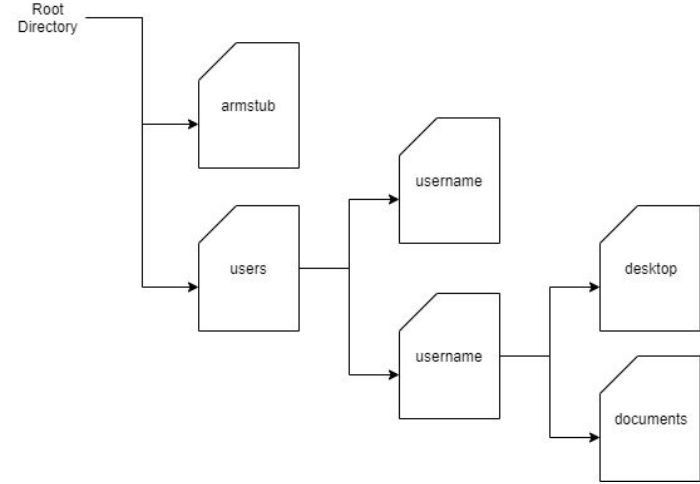 Root
Directory
armstub
username
users
desktop
username
documents